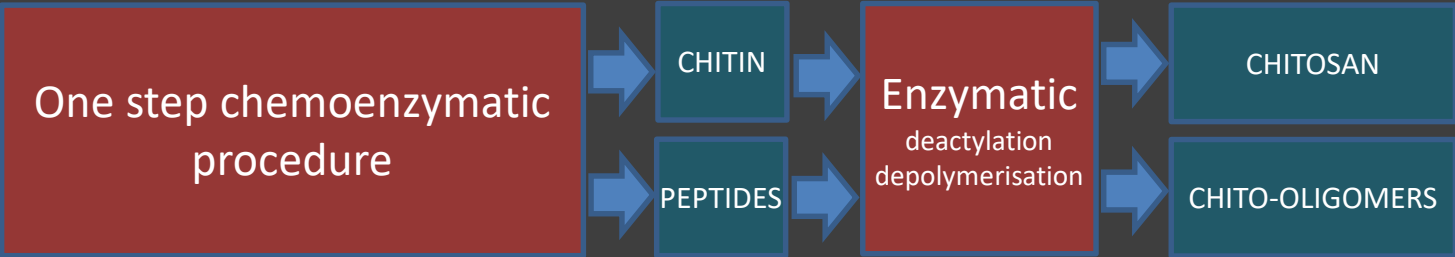 One step chemoenzymatic
procedure
CHITIN
PEPTIDES
Enzymatic
deactylation
depolymerisation
CHITOSAN
CHITO-OLIGOMERS